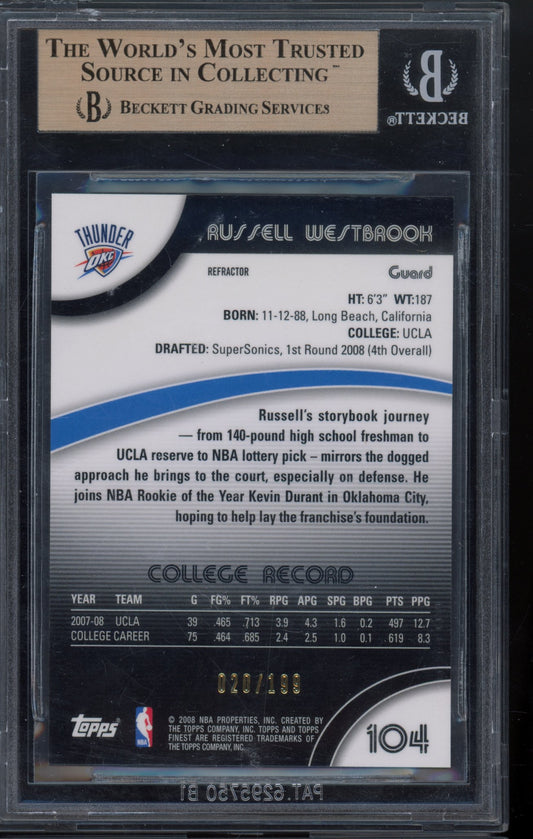 THE WORLD'S MOST TRUSTED
SOURCE IN COLLECTING™
B BECKETT GRADING SERVICES
B
BECKETT®
THUNDER
OKC
RUSSELL WESTBROOK
REFRACTOR
Guard
HT: 6'3" WT:187
BORN: 11-12-88, Long Beach, California
COLLEGE: UCLA
DRAFTED: SuperSonics, 1st Round 2008 (4th Overall)
Russell's storybook journey
— from 140-pound high school freshman to
UCLA reserve to NBA lottery pick – mirrors the dogged
approach he brings to the court, especially on defense. He
joins NBA Rookie of the Year Kevin Durant in Oklahoma City,
hoping to help lay the franchise's foundation.
COLLEGE RECORD
YEAR TEAM G FG% FT% RPG APG SPG BPG PTS PPG
2007-08 UCLA 39 .465 .713 3.9 4.3 1.6 0.2 497 12.7
COLLEGE CAREER 75 .464 .685 2.4 2.5 1.0 0.1 .619 8.3
020/199
topps
NBA
© 2008 NBA PROPERTIES, INC. CREATED BY
THE TOPPS COMPANY, INC. TOPPS AND TOPPS
FINEST ARE REGISTERED TRADEMARKS OF
THE TOPPS COMPANY, INC.
104
PAT. 6295750 B1